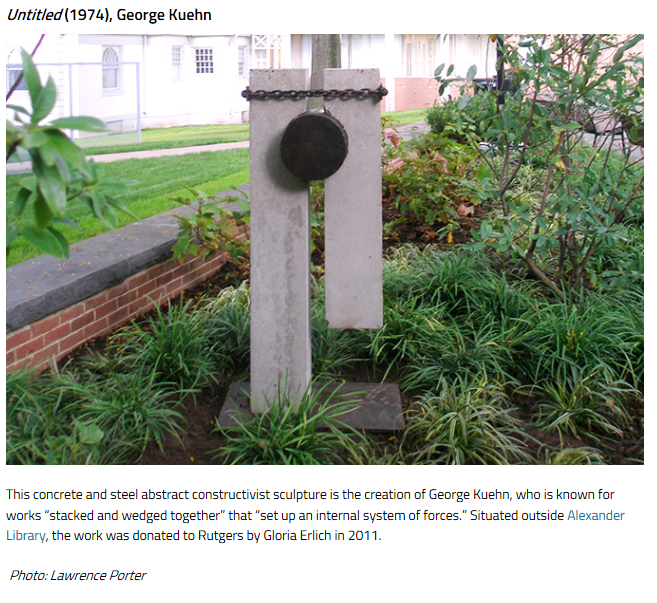 Untitled (1974), George Kuehn
This concrete and steel abstract constructivist sculpture is the creation of George Kuehn, who is known for
works “stacked and wedged together” that “set up an internal system of forces.” Situated outside Alexander
Library, the work was donated to Rutgers by Gloria Erlich in 2011.
Photo: Lawrence Porter